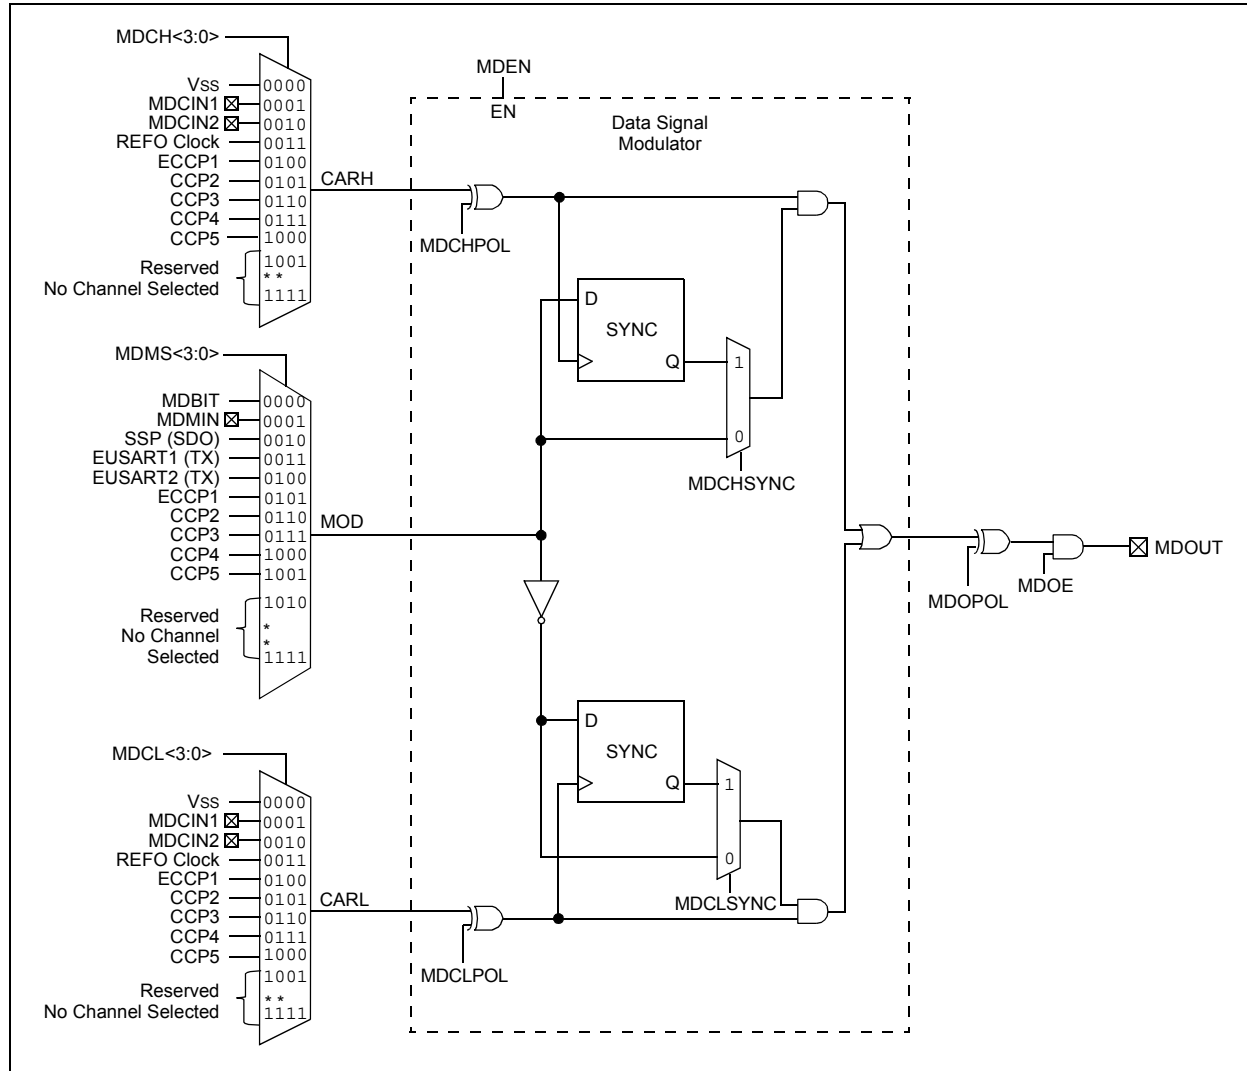 MDCH<3:0>
VSS 0000
MDCIN1 0001
MDCIN2 0010
REFO Clock 0011
ECCP1 0100
CCP2 0101
CCP3 0110
CCP4 0111
CCP5 1000
1001
Reserved
* *
No Channel Selected
1111
CARH
MDCHPOL
MDEN
EN
Data Signal
Modulator
D
SYNC
Q
1
0
MDCHSYNC
MDMS<3:0>
MDBIT 0000
MDMIN 0001
SSP (SDO) 0010
EUSART1 (TX) 0011
EUSART2 (TX) 0100
ECCP1 0101
CCP2 0110
CCP3 0111
CCP4 1000
CCP5 1001
1010
Reserved
*
No Channel
*
Selected
1111
MOD
MDOPOL
MDOE
MDOUT
MDCL<3:0>
VSS 0000
MDCIN1 0001
MDCIN2 0010
REFO Clock 0011
ECCP1 0100
CCP2 0101
CCP3 0110
CCP4 0111
CCP5 1000
1001
Reserved
* *
No Channel Selected
1111
CARL
MDCLPOL
D
SYNC
Q
1
0
MDCLSYNC